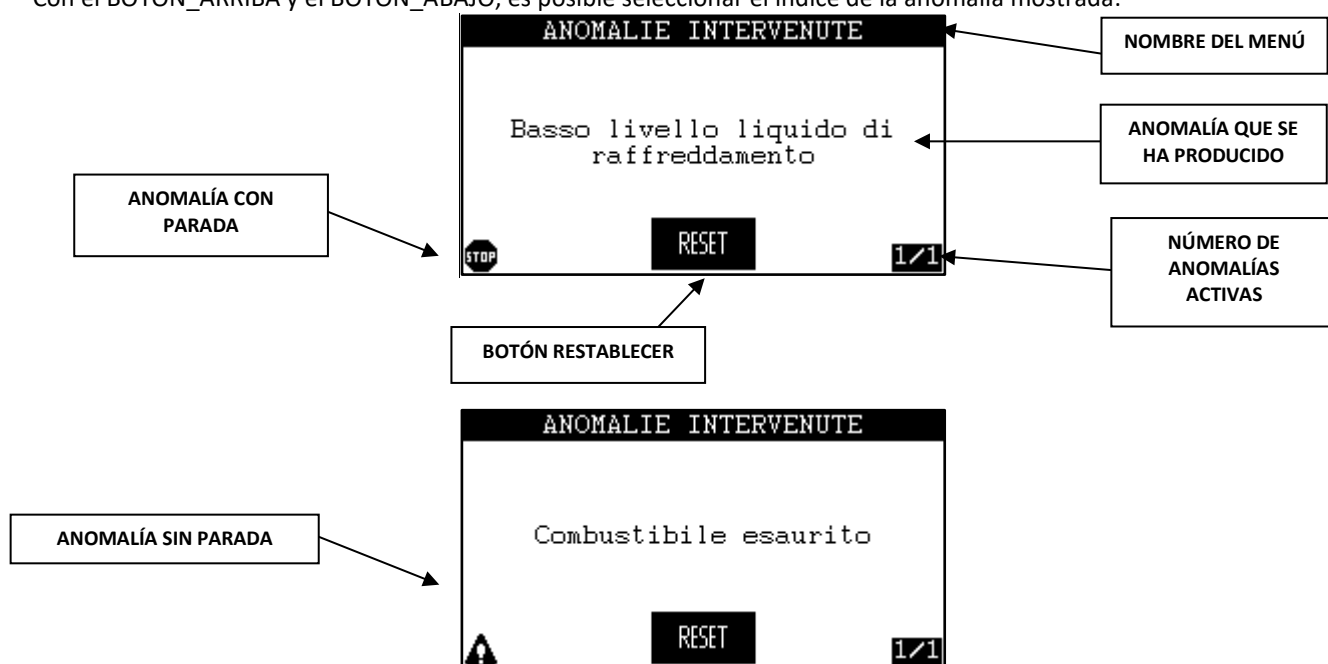 Con el BOTÓN_ARRIBA y el BOTÓN_ABAJO, es posible seleccionar el índice de la anomalía mostrada.
ANOMALIE INTERVENUTE
NOMBRE DEL MENÚ
Basso livello liquido di
raffreddamento
ANOMALÍA QUE SE
HA PRODUCIDO
ANOMALÍA CON
PARADA
STOP
RESET
1/1
NÚMERO DE
ANOMALÍAS
ACTIVAS
BOTÓN RESTABLECER
ANOMALIE INTERVENUTE
Combustibile esaurito
ANOMALÍA SIN PARADA
RESET
1/1